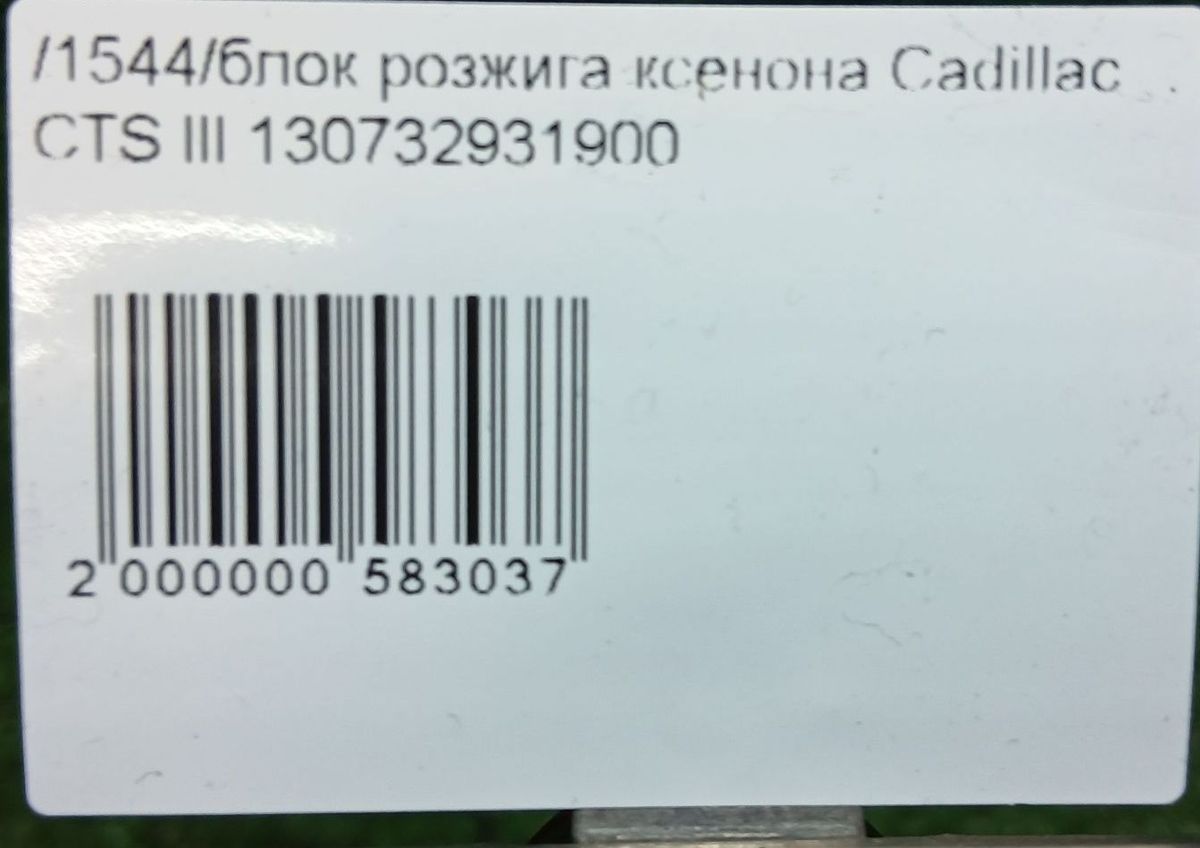 /1544/блок розжига ксенона Cadillac
CTS III 130732931900
2 000000 583037